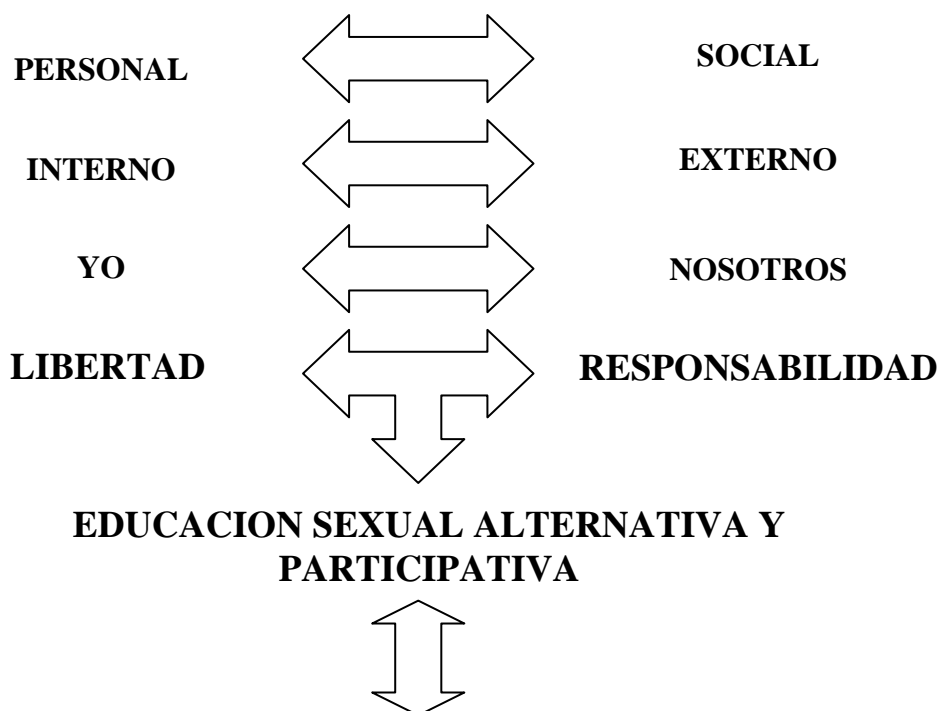 PERSONAL SOCIAL
INTERNO EXTERNO
YO NOSOTROS
LIBERTAD RESPONSABILIDAD
EDUCACION SEXUAL ALTERNATIVA Y
PARTICIPATIVA